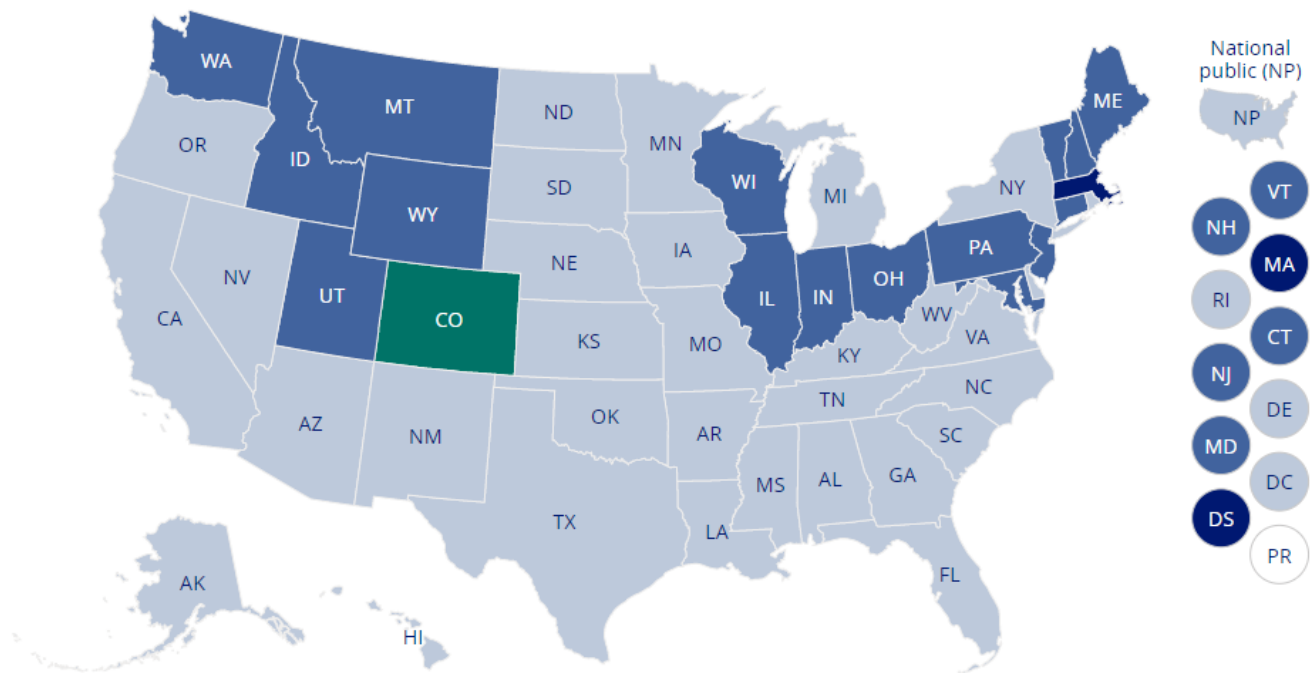 National
public (NP)
NP
WA
MT
ME
ND
MN
OR
ID
VT
WI
SD
NY
MI
WY
NH
PA
MA
IA
NE
OH
NV
UT
IL
IN
RI
CO
WV
CA
CT
VA
KS
MO
KY
NJ
NC
TN
DE
OK
AZ
AR
NM
SC
MD
GA
AL
MS
DC
DS
TX
LA
PR
FL
AK
HI